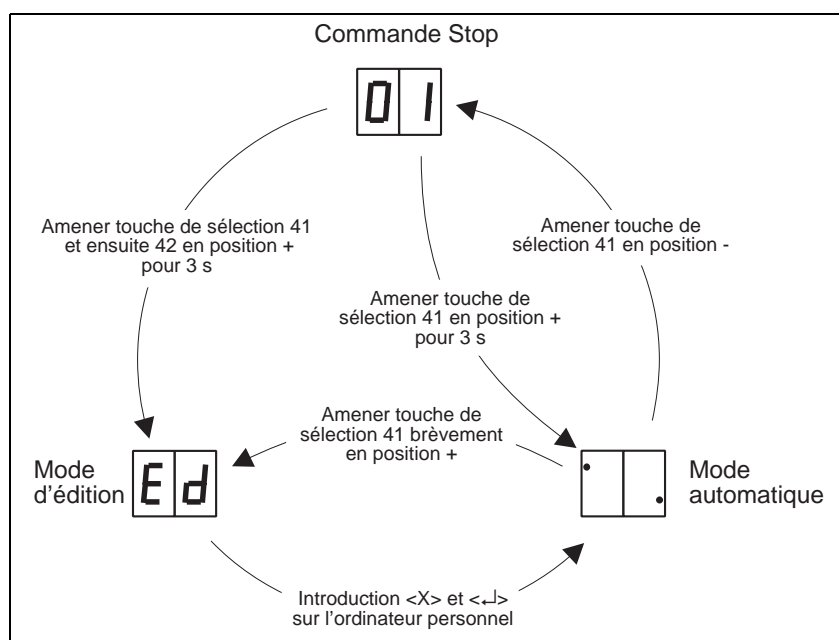 Commande Stop
01
Amener touche de sélection 41
et ensuite 42 en position +
pour 3 s
Amener touche de
sélection 41 en position -
Amener touche de
sélection 41 en position +
pour 3 s
Amener touche de
sélection 41 brèvement
en position +
Mode
d'édition
Ed
Mode
automatique
Introduction <X> et <↵>
sur l'ordinateur personnel